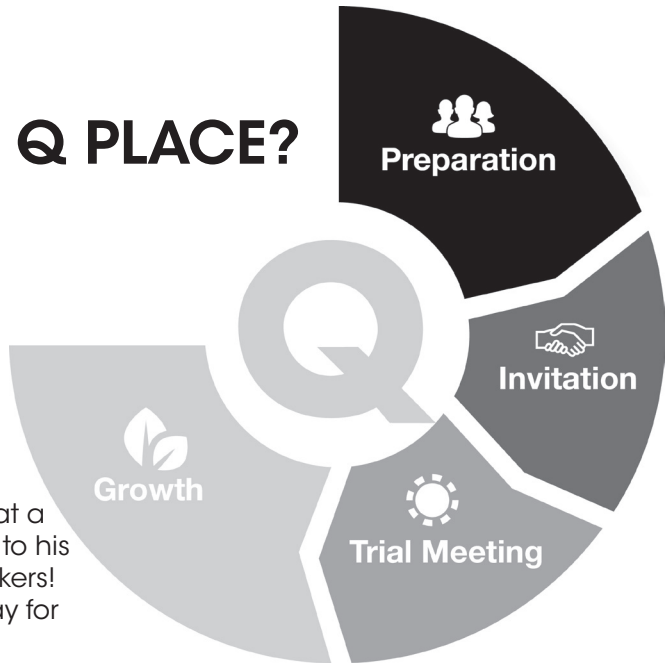 Q PLACE?
Preparation
Invitation
Q
Growth
Trial Meeting
at a
to his
kers!
ay for